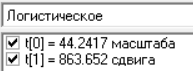 Логистическое
t[0] = 44.2417 масштаба
t[1] = 863.652 сдвига